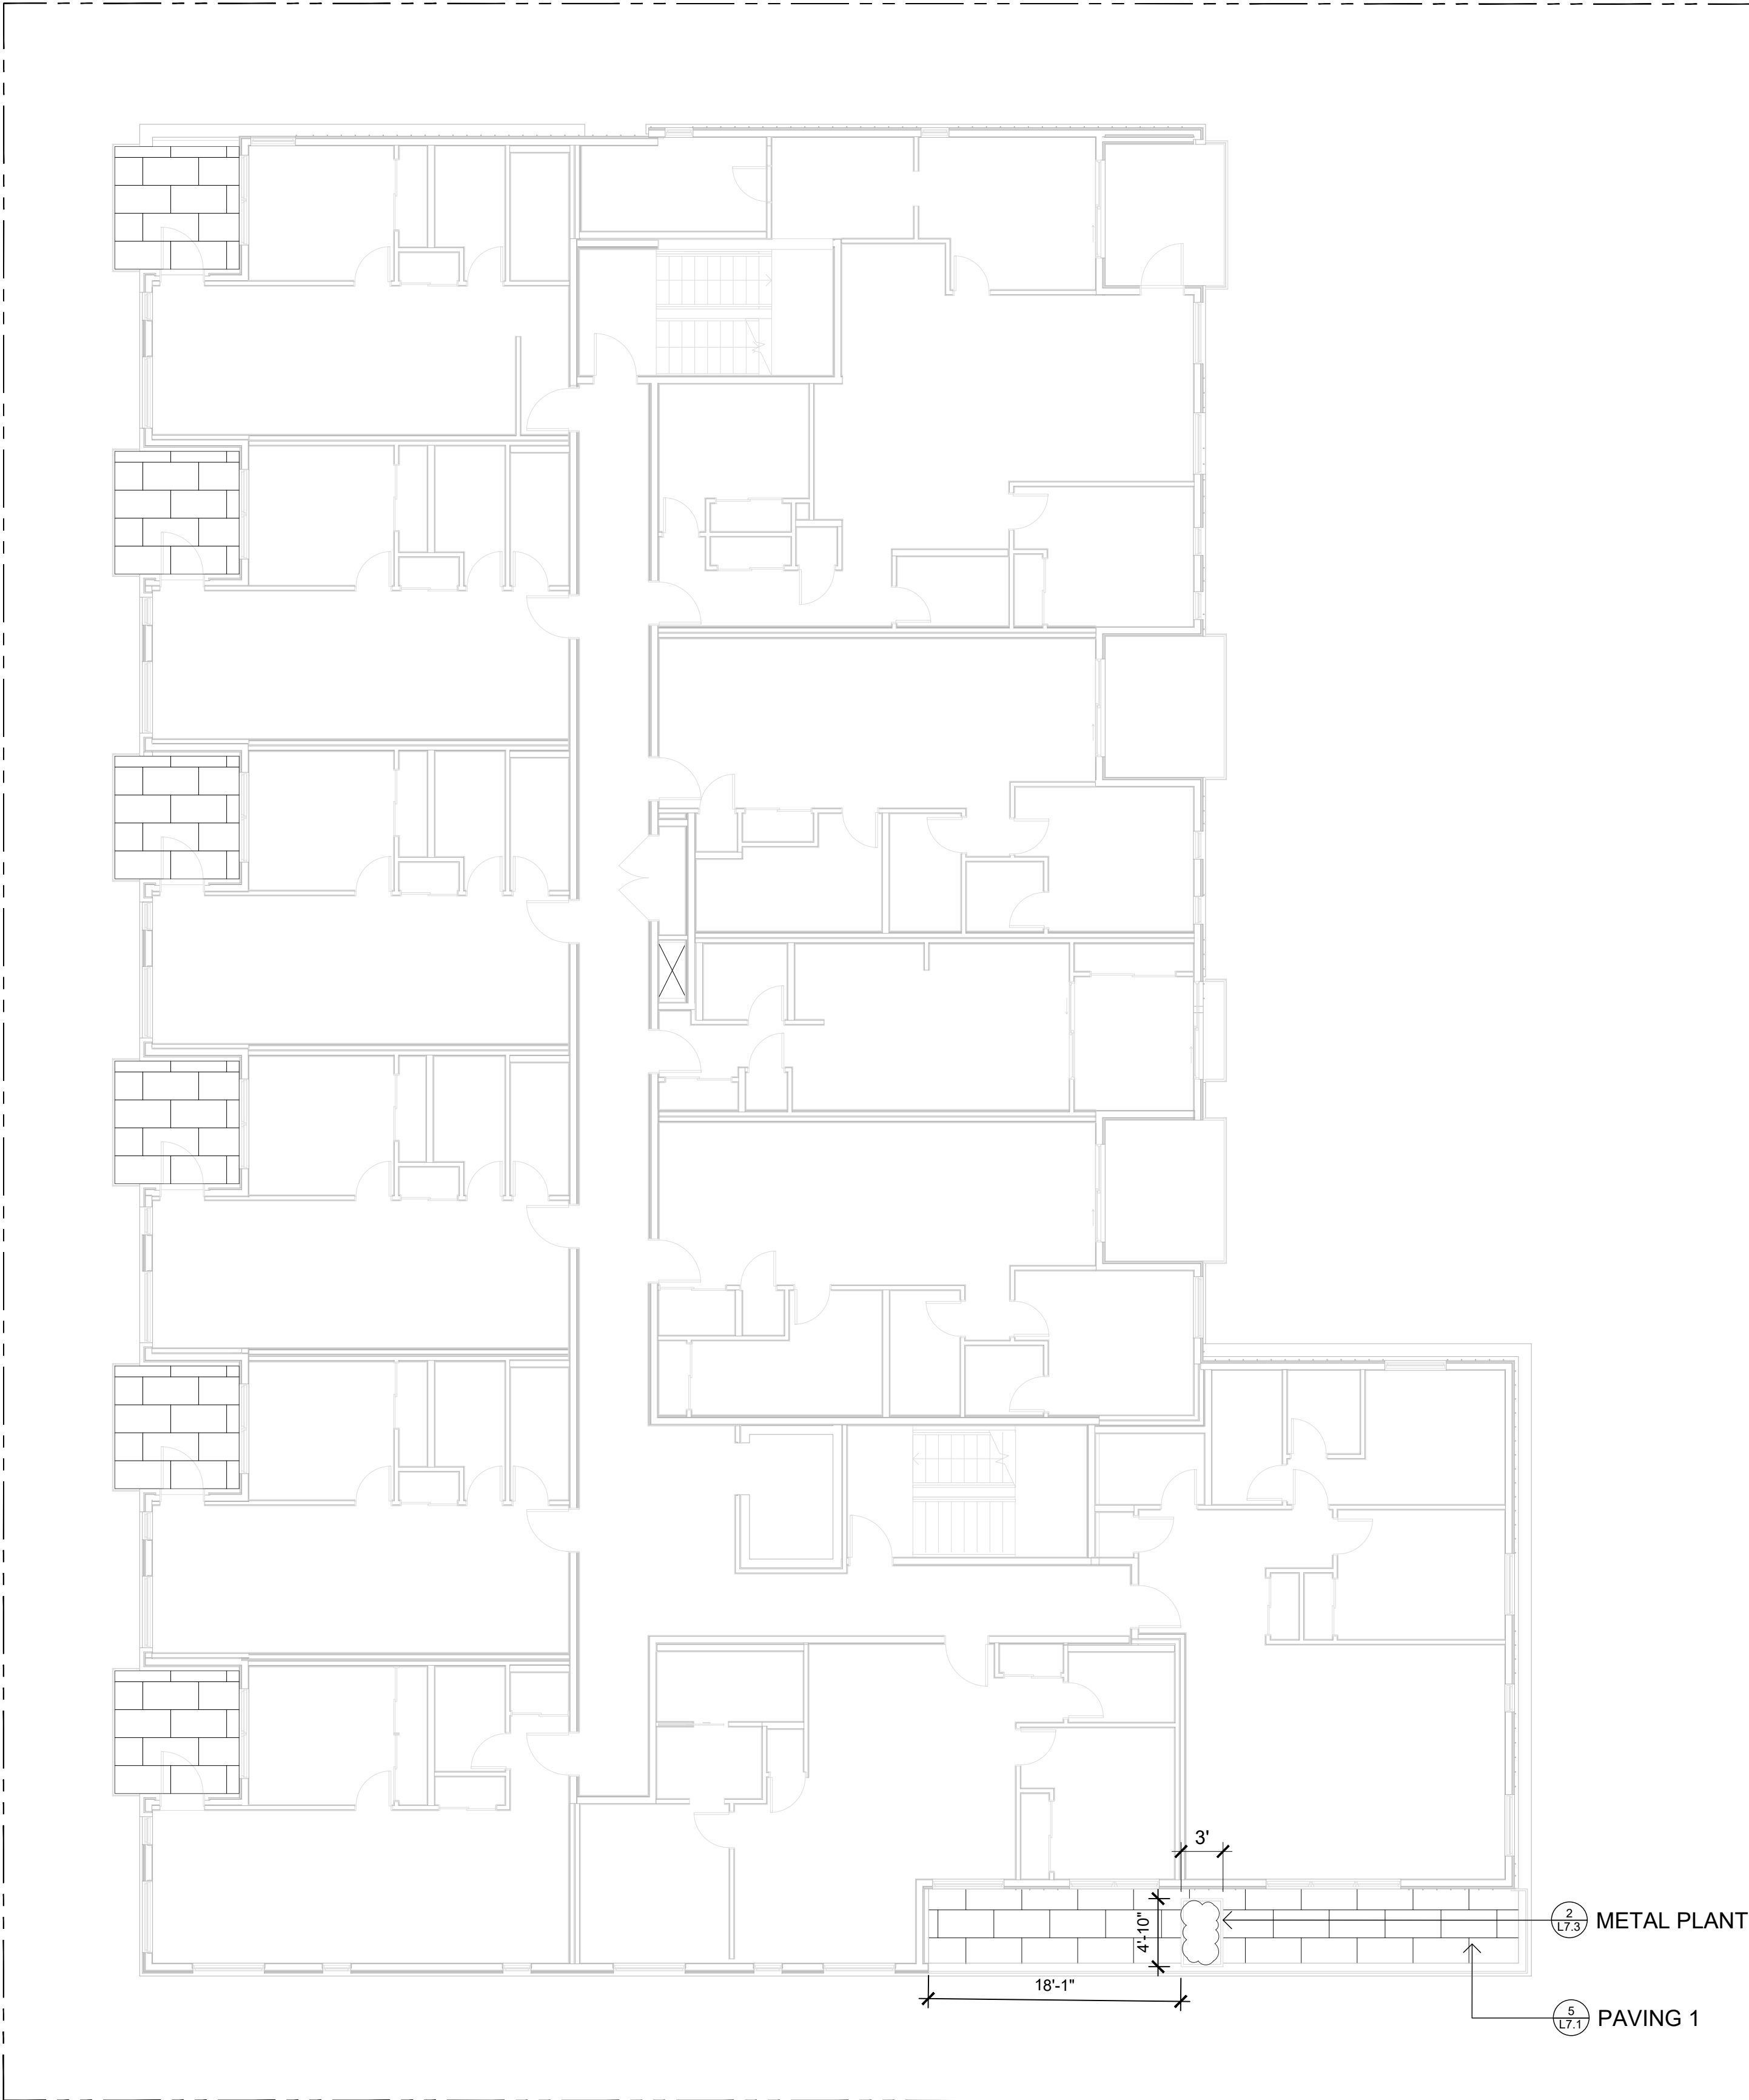 3'
4'-10"
18'-1"
2
L7.3
METAL PLANT
5
L7.1
PAVING 1